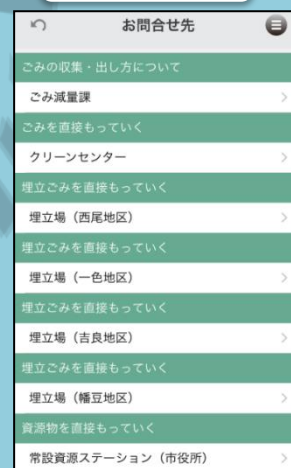 お問合せ先
ごみの収集・出し方について
ごみ減量課
ごみを直接もっていく
クリーンセンター
埋立ごみを直接もっていく
埋立場（西尾地区）
埋立ごみを直接もっていく
埋立場（一色地区）
埋立ごみを直接もっていく
埋立場（吉良地区）
埋立ごみを直接もっていく
埋立場（幡豆地区）
資源物を直接もっていく
常設資源ステーション（市役所）